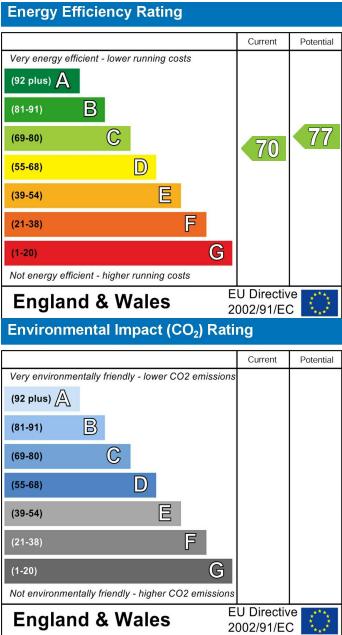 Energy Efficiency Rating
Current Potential
Very energy efficient - lower running costs
(92 plus) A
(81-91) B
(69-80) C
(55-68) D
(39-54) E
(21-38) F
(1-20) G
70 77
Not energy efficient - higher running costs
England & Wales
EU Directive
2002/91/EC
Environmental Impact (CO₂) Rating
Current Potential
Very environmentally friendly - lower CO2 emissions
(92 plus) A
(81-91) B
(69-80) C
(55-68) D
(39-54) E
(21-38) F
(1-20) G
Not environmentally friendly - higher CO2 emissions
England & Wales
EU Directive
2002/91/EC